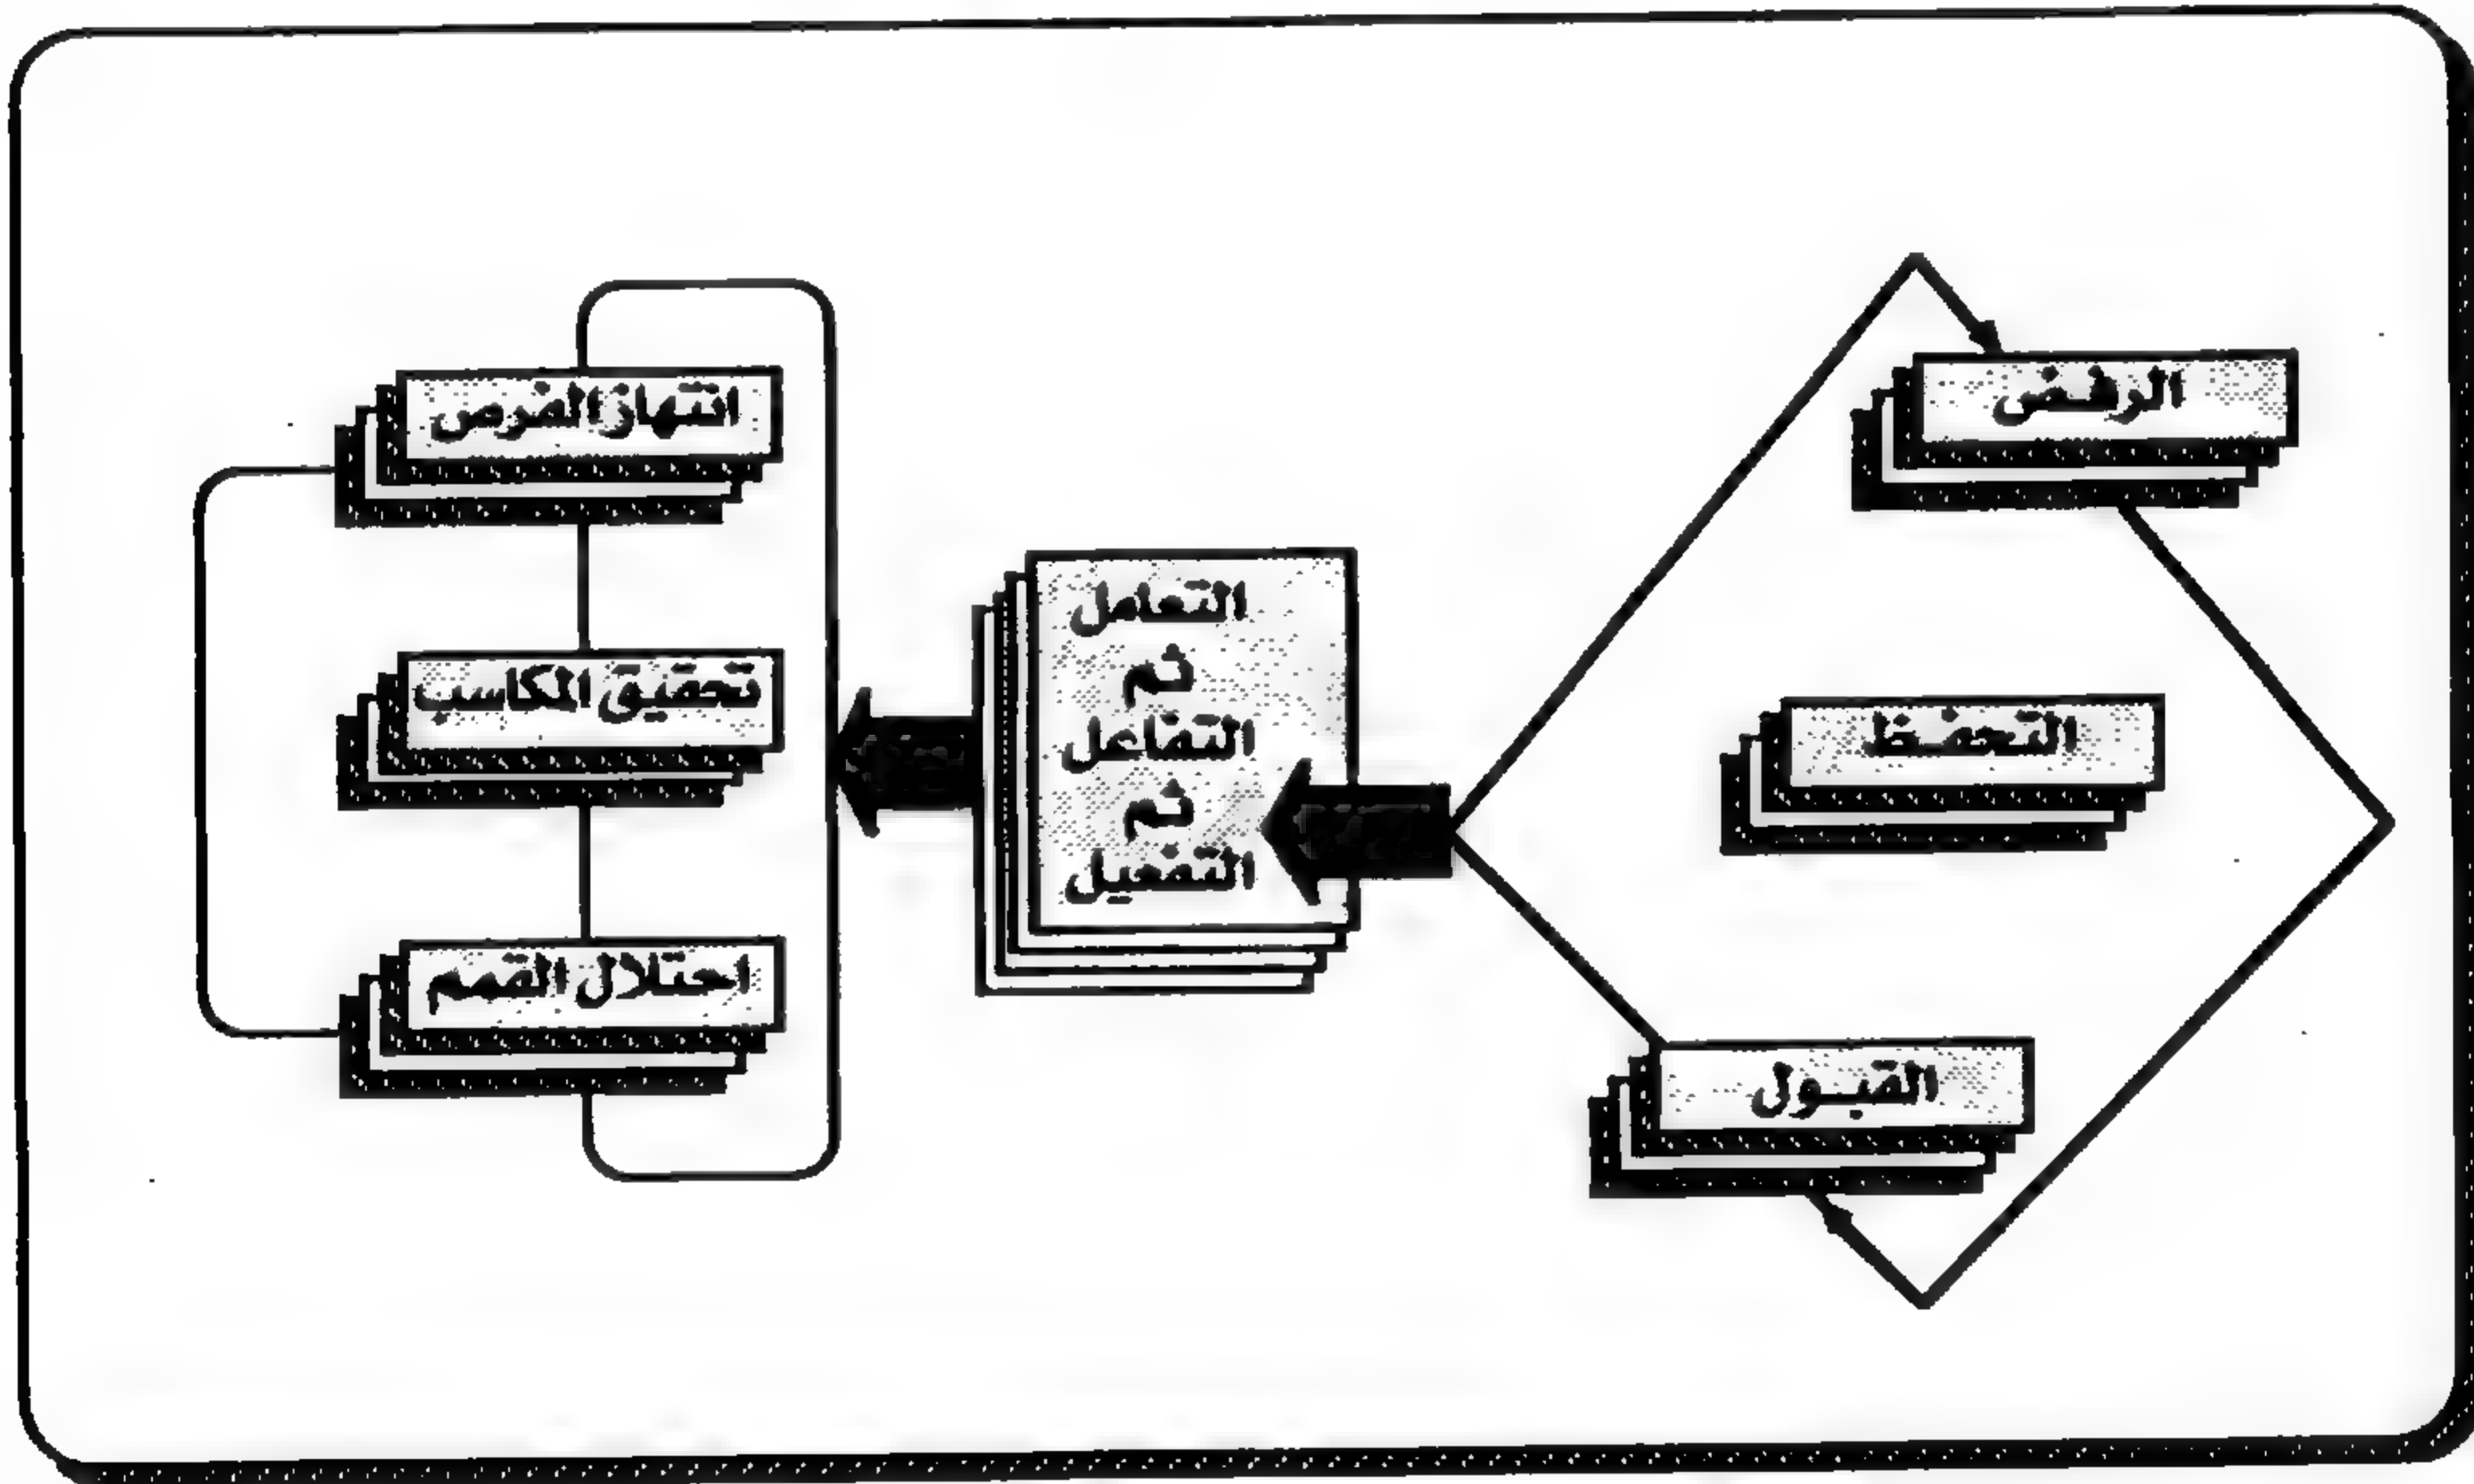 الرفض
التحفظ
القبول
التعامل
ثم
التفاعل
ثم
التفعيل
انتهاز الفرص
تحقيق المكاسب
احتلال القمم